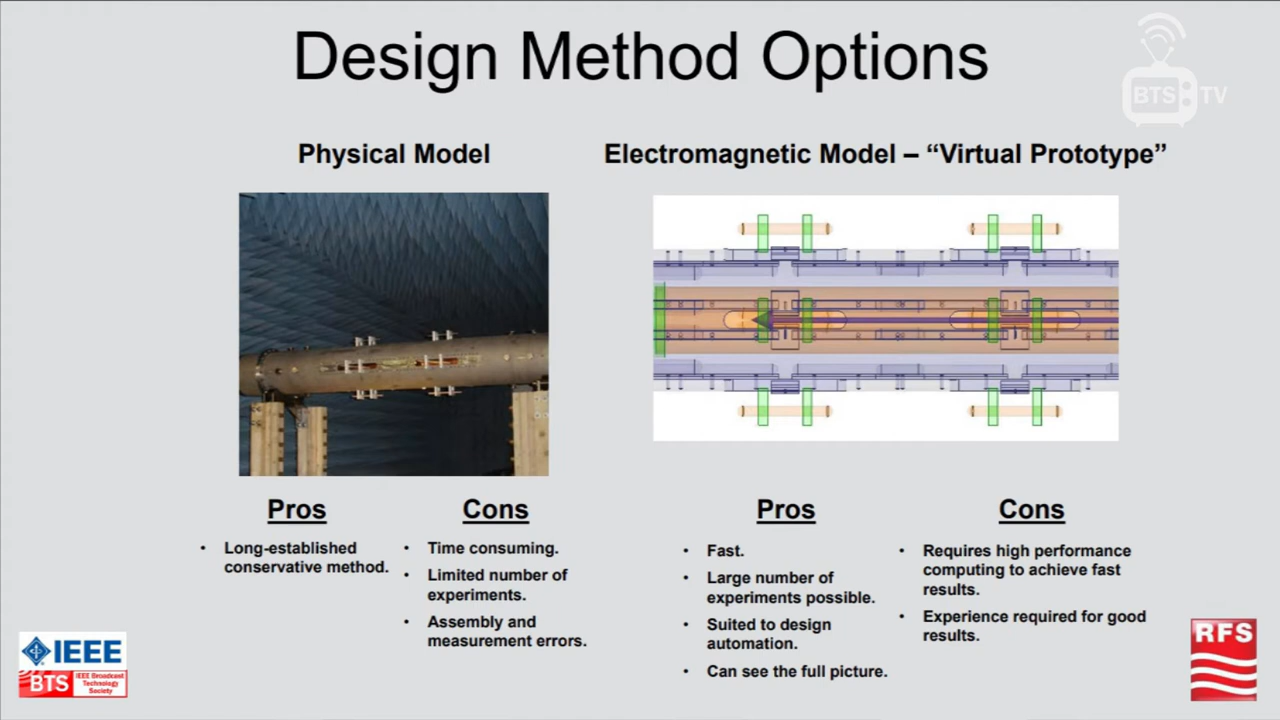 Design Method Options
BTS TV
Physical Model
Electromagnetic Model – “Virtual Prototype”
Pros
• Long-established
conservative method.
Cons
• Time consuming.
• Limited number of
experiments.
• Assembly and
measurement errors.
Pros
• Fast.
• Large number of
experiments possible.
• Suited to design
automation.
• Can see the full picture.
Cons
• Requires high performance
computing to achieve fast
results.
• Experience required for good
results.
IEEE
BTS
IEEE Broadcast
Technology
Society
RFS